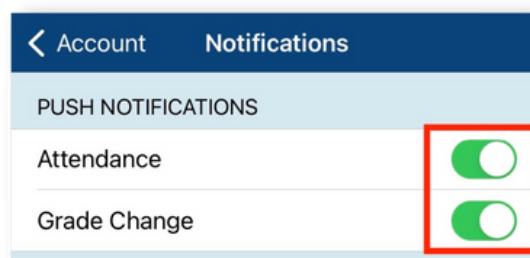 Account Notifications
PUSH NOTIFICATIONS
Attendance
Grade Change